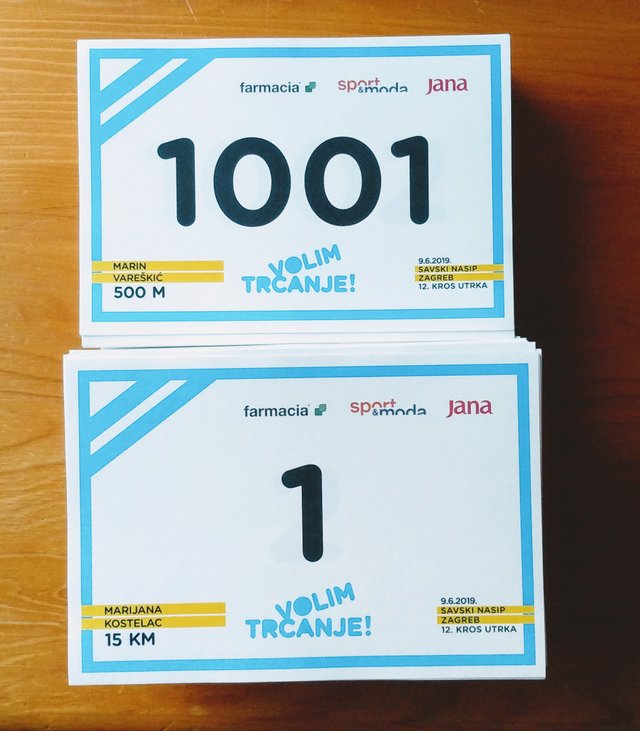 farmacia sport &moda Jana
1001
MARIN
VAREŠKIĆ
500 M
VOLIM
TRČANJE!
9.6.2019.
SAVSKI NASIP
ZAGREB
12. KROS UTRKA
farmacia sport &moda Jana
1
MARIJANA
KOSTELAC
15 KM
VOLIM
TRČANJE!
9.6.2019.
SAVSKI NASIP
ZAGREB
12. KROS UTRKA